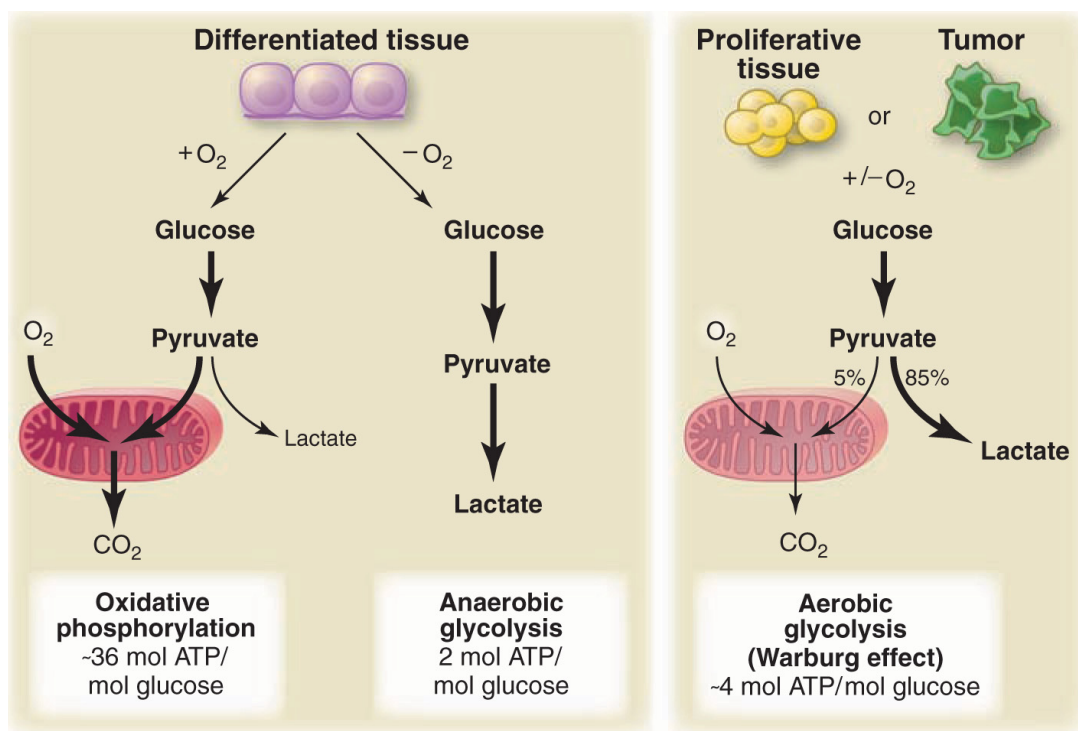 Differentiated tissue
+O₂
−O₂
Glucose
Glucose
O₂
Pyruvate
Pyruvate
Lactate
Lactate
CO₂
Oxidative
phosphorylation
~36 mol ATP/
mol glucose
Anaerobic
glycolysis
2 mol ATP/
mol glucose
Proliferative
tissue
or
Tumor
+/−O₂
Glucose
O₂
Pyruvate
5%
85%
Lactate
CO₂
Aerobic
glycolysis
(Warburg effect)
~4 mol ATP/mol glucose